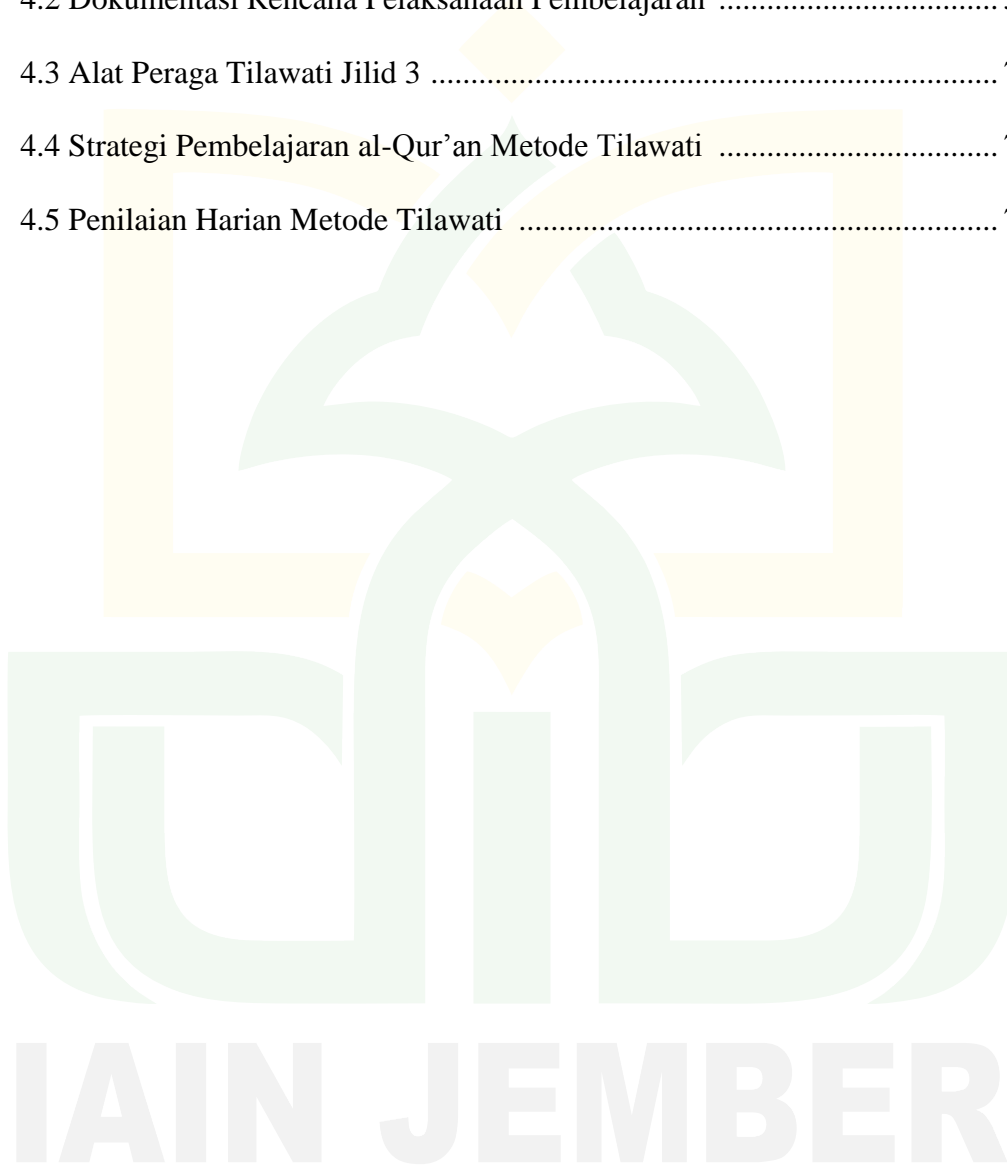 4.2 Dokumentasi Rencana Pelaksanaan Pembelajaran ....................................
4.3 Alat Peraga Tilawati Jilid 3 ........................................................................
4.4 Strategi Pembelajaran al-Qur’an Metode Tilawati ...................................
4.5 Penilaian Harian Metode Tilawati .............................................................
IAIN JEMBER